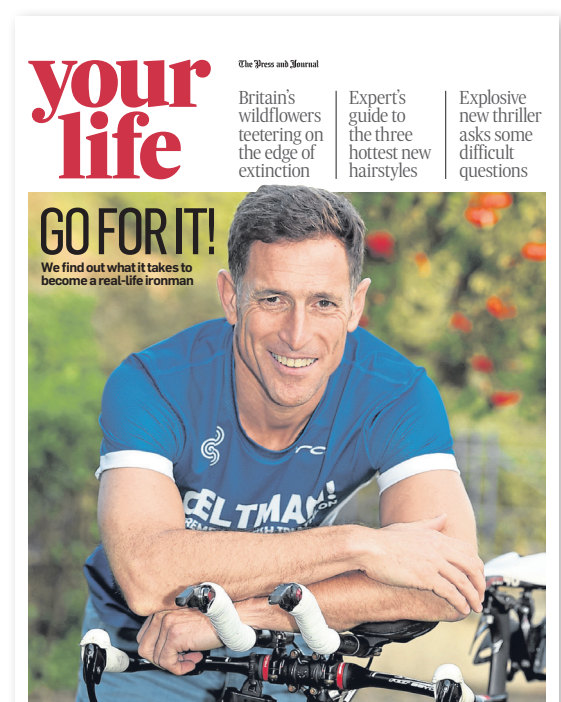 your
life
The Press and Journal
Britain's
wildflowers
teetering on
the edge of
extinction
Expert's
guide to
the three
hottest new
hairstyles
Explosive
new thriller
asks some
difficult
questions
GO FOR IT!
We find out what it takes to
become a real-life ironman
CELTMAN!